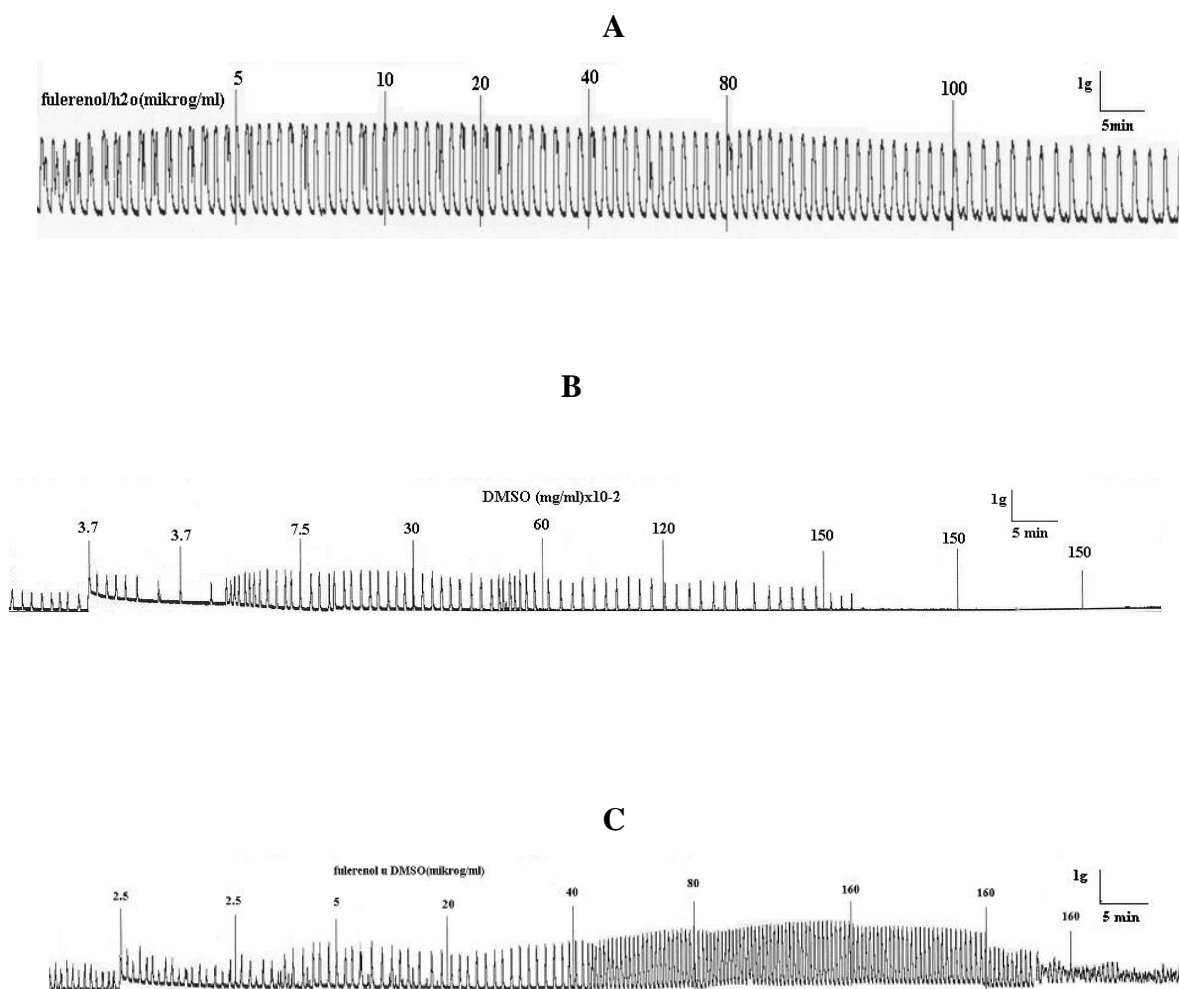 A
5 10 20 40 80 100 1g
fulerenol/h2o(mikrog/ml)
5min
B
DMSO (mg/ml)x10-2 1g
3.7 3.7 7.5 30 60 120 150 150 150 5 min
C
fulerenol u DMSO(mikrog/ml) 1g
2.5 2.5 5 20 40 80 160 160 160 5 min